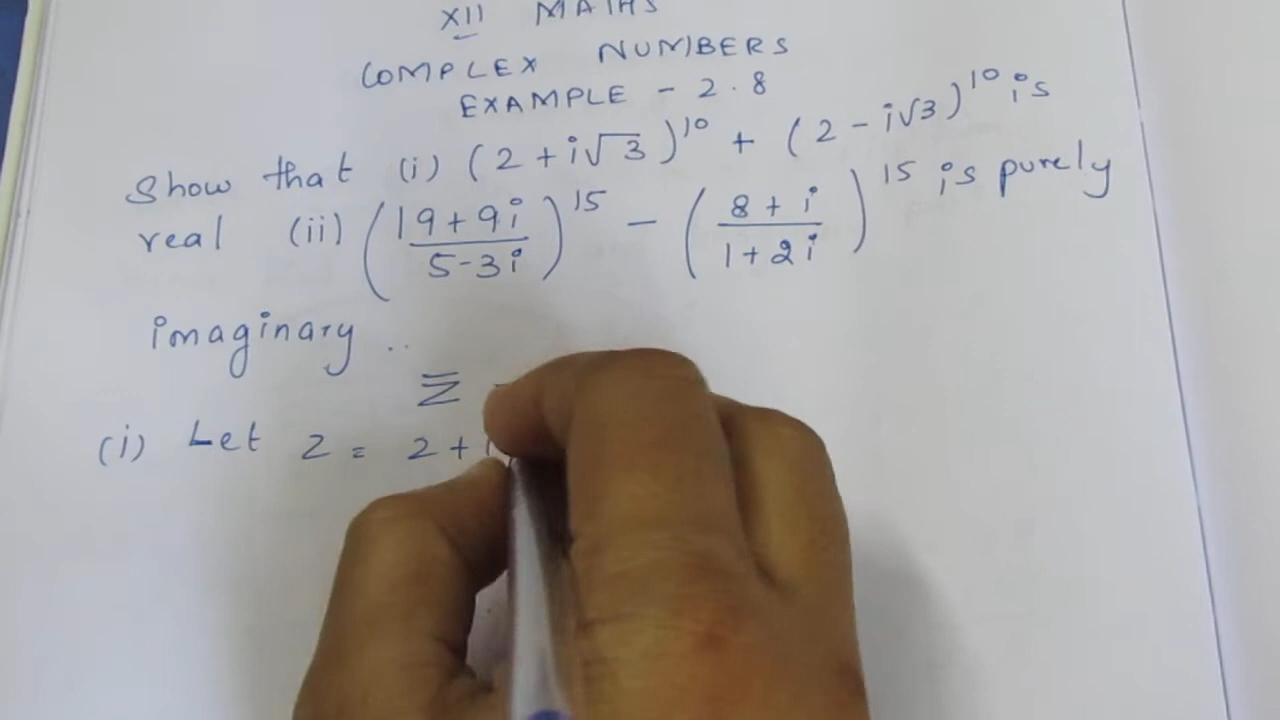 XII MATHS
COMPLEX NUMBERS
EXAMPLE - 2.8
Show that (i) (2+i√3)^10 + (2-i√3)^10 is
real (ii) ((19+9i)/(5-3i))^15 - ((8+i)/(1+2i))^15 is purely
imaginary ..
(i) Let z = 2+i